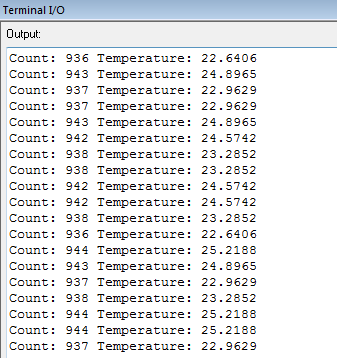 Terminal I/O
Output:
Count: 936 Temperature: 22.6406
Count: 943 Temperature: 24.8965
Count: 937 Temperature: 22.9629
Count: 937 Temperature: 22.9629
Count: 943 Temperature: 24.8965
Count: 942 Temperature: 24.5742
Count: 938 Temperature: 23.2852
Count: 938 Temperature: 23.2852
Count: 942 Temperature: 24.5742
Count: 942 Temperature: 24.5742
Count: 938 Temperature: 23.2852
Count: 936 Temperature: 22.6406
Count: 944 Temperature: 25.2188
Count: 943 Temperature: 24.8965
Count: 937 Temperature: 22.9629
Count: 938 Temperature: 23.2852
Count: 944 Temperature: 25.2188
Count: 944 Temperature: 25.2188
Count: 937 Temperature: 22.9629